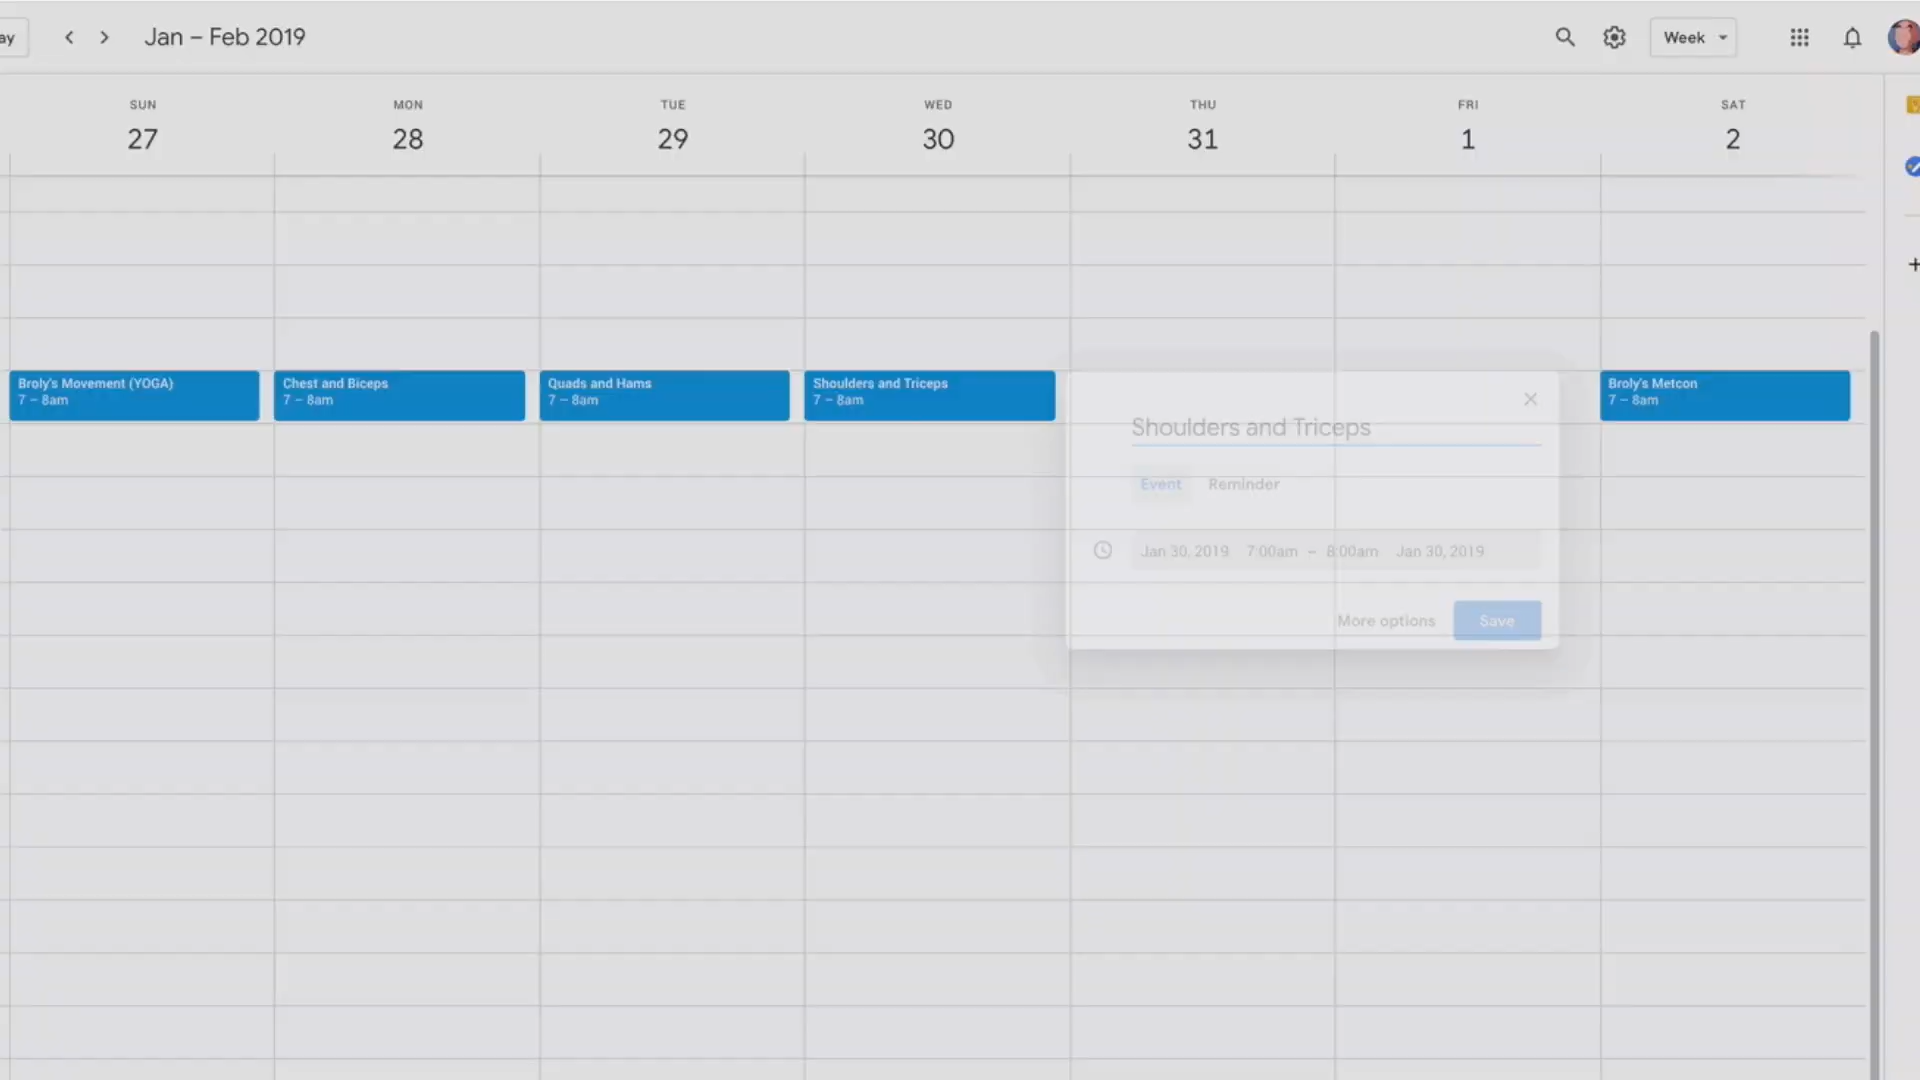 ay
Jan – Feb 2019
Week
SUN
MON
TUE
WED
THU
FRI
SAT
27
28
29
30
31
1
2
Broly's Movement (YOGA)
7 – 8am
Chest and Biceps
7 – 8am
Quads and Hams
7 – 8am
Shoulders and Triceps
7 – 8am
Broly's Metcon
7 – 8am
Shoulders and Triceps
Event
Reminder
Jan 30, 2019 7:00am – 8:00am Jan 30, 2019
More options
Save